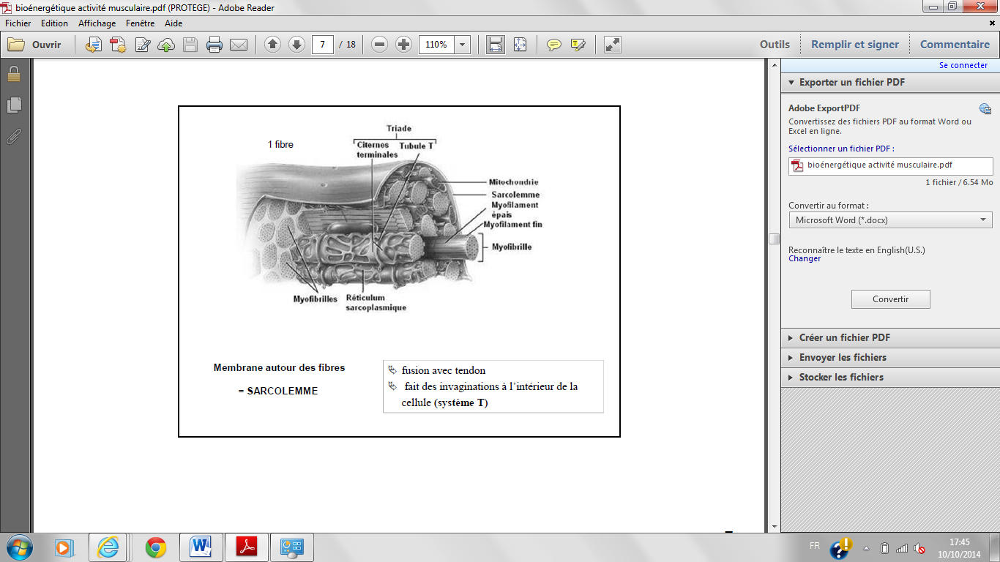 bioénergétique activité musculaire.pdf (PROTEGE) - Adobe Reader
Fichier Edition Affichage Fenêtre Aide
Ouvrir 7 / 18 110% Outils Remplir et signer Commentaire
Se connecter
Exporter un fichier PDF
Adobe ExportPDF
Convertissez des fichiers PDF au format Word ou
Excel en ligne.
Sélectionner un fichier PDF :
bioénergétique activité musculaire.pdf
1 fichier / 6.54 Mo
Convertir au format :
Microsoft Word (*.docx)
Reconnaître le texte en English(U.S.)
Changer
Convertir
Créer un fichier PDF
Envoyer les fichiers
Stocker les fichiers
Triade
1 fibre
Citernes
terminales
Tubule T
Mitochondrie
Sarcolemme
Myofilament
épais
Myofilament fin
Myofibrille
Myofibrilles
Réticulum
sarcoplasmique
Membrane autour des fibres
= SARCOLEMME
fusion avec tendon
fait des invaginations à l’intérieur de la
cellule (système T)
FR
17:45
10/10/2014